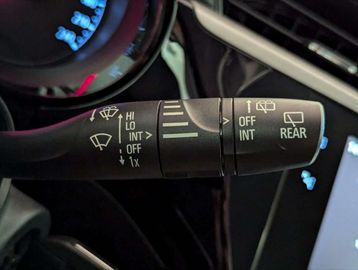 HI
LO
INT
OFF
1x
OFF
INT
REAR